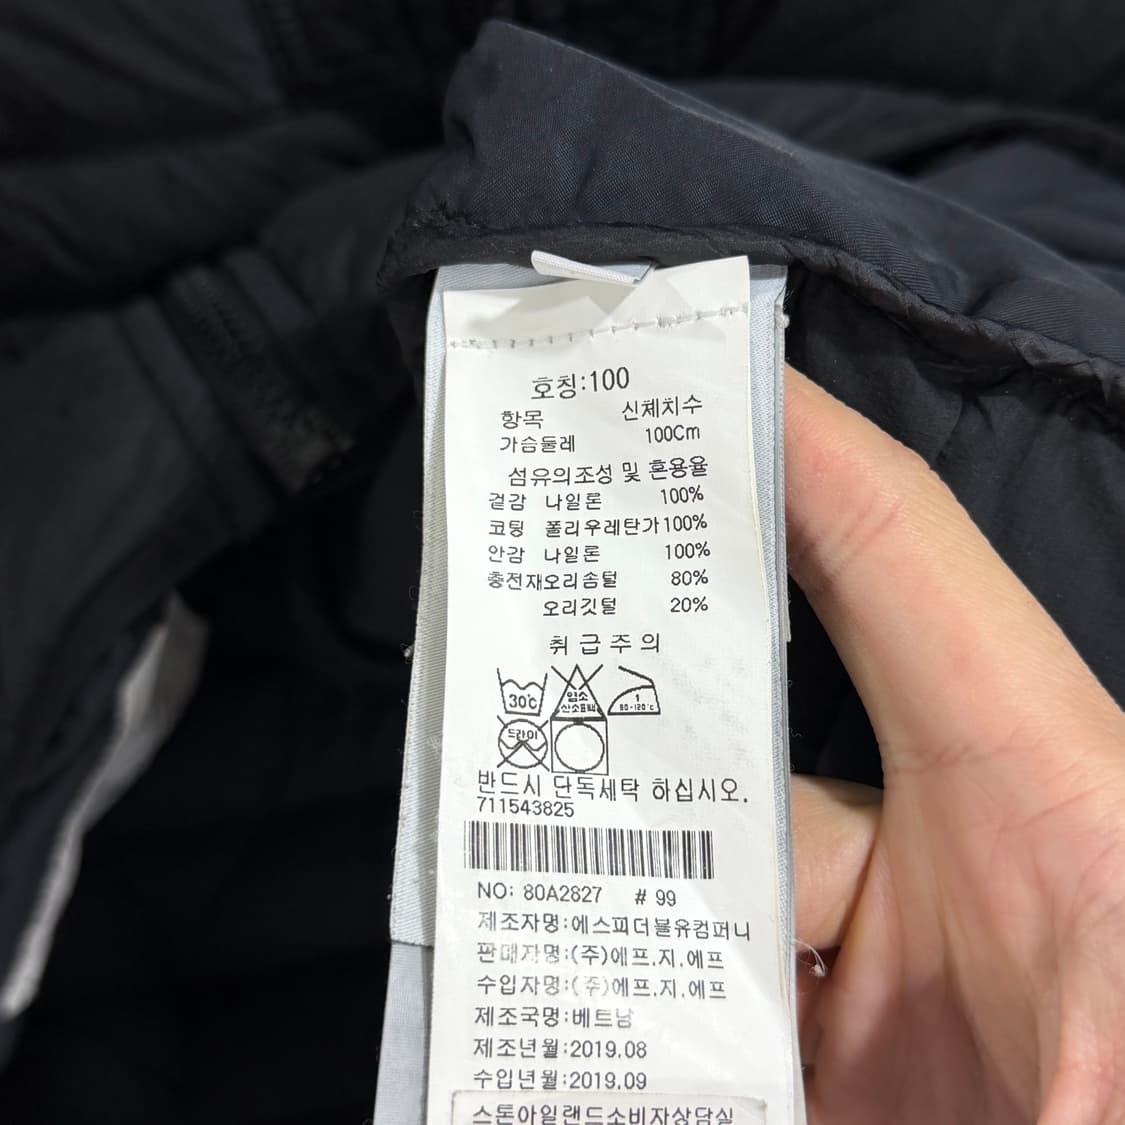 호칭:100
항목 신체치수
가슴둘레 100Cm
섬유의조성 및 혼용율
겉감 나일론 100%
코팅 폴리우레탄가100%
안감 나일론 100%
충전재오리솜털 80%
오리깃털 20%
취급주의
30℃ 염소 산소표백 1 80-120℃
드라이
반드시 단독세탁 하십시오.
711543825
NO: 80A2827 # 99
제조자명:에스피더블유컴퍼니
판매자명:(주)에프.지.에프
수입자명:(주)에프.지.에프
제조국명:베트남
제조년월:2019.08
수입년월:2019.09
스톤아일랜드소비자상담실